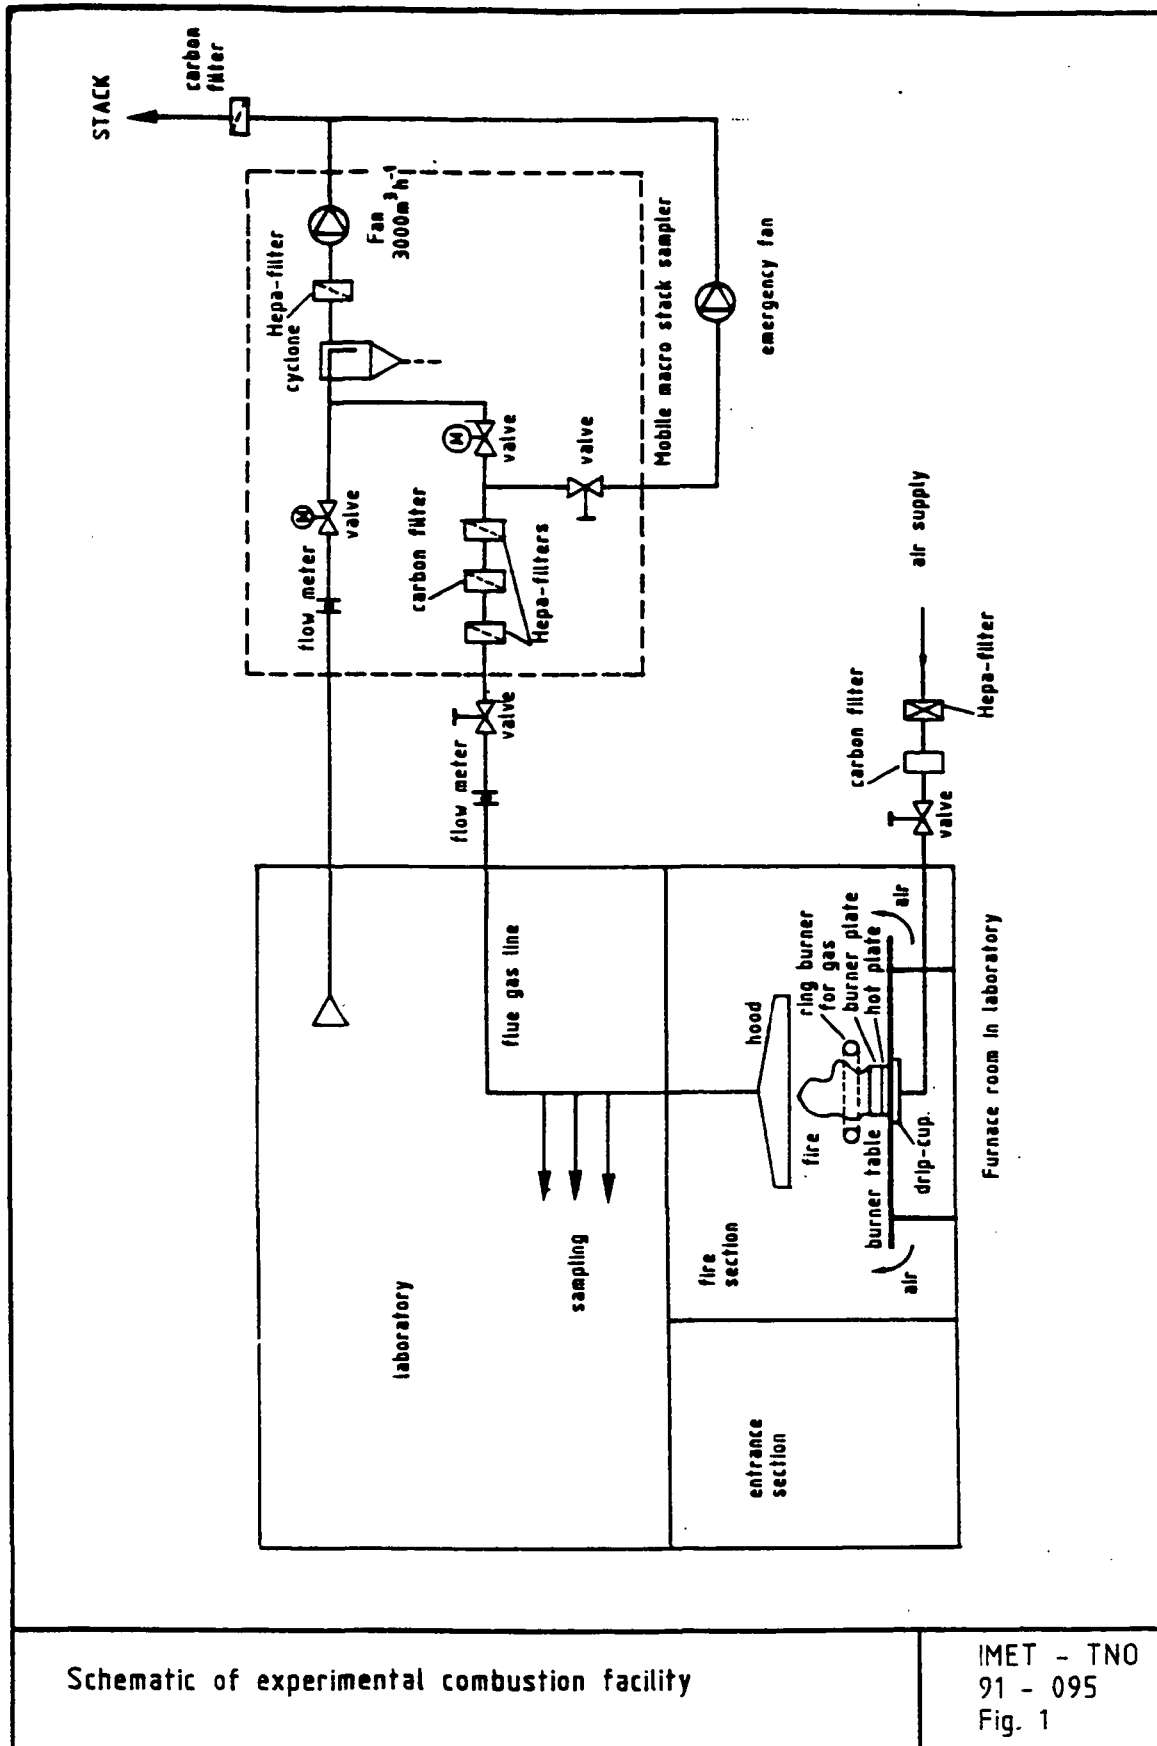 STACK
carbon
filter
Fan
3000m³h⁻¹
Hepa-filter
cyclone
Mobile macro stack sampler
emergency fan
M
valve
M
valve
valve
flow meter
carbon filter
Hepa-filters
valve
flow meter
air supply
Hepa-filter
carbon filter
valve
flue gas line
sampling
laboratory
hood
ring burner
for gas
burner plate
hot plate
air
fire
burner table
drip-cup.
air
fire
section
entrance
section
Furnace room in laboratory
Schematic of experimental combustion facility
IMET - TNO
91 - 095
Fig. 1